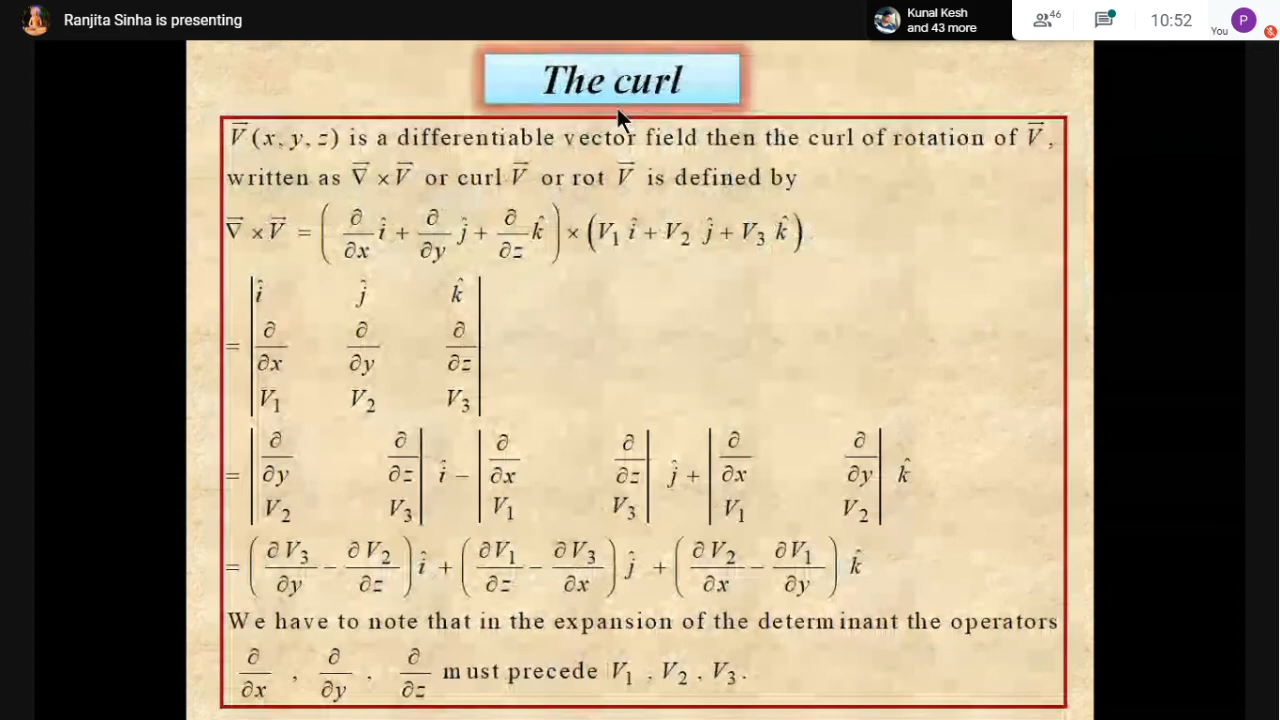 Ranjita Sinha is presenting
Kunal Kesh
and 43 more
46
10:52
You
P
The curl
V⃗ (x, y, z) is a differentiable vector field then the curl of rotation of V⃗ ,
written as ∇⃗ × V⃗ or curl V⃗ or rot V⃗ is defined by
∇⃗ × V⃗ = ( ∂/∂x î + ∂/∂y ĵ + ∂/∂z k̂ ) × (V₁ î + V₂ ĵ + V₃ k̂ )
= | î ĵ k̂ ; ∂/∂x ∂/∂y ∂/∂z ; V₁ V₂ V₃ |
= | ∂/∂y ∂/∂z ; V₂ V₃ | î − | ∂/∂x ∂/∂z ; V₁ V₃ | ĵ + | ∂/∂x ∂/∂y ; V₁ V₂ | k̂
= ( ∂V₃/∂y − ∂V₂/∂z ) î + ( ∂V₁/∂z − ∂V₃/∂x ) ĵ + ( ∂V₂/∂x − ∂V₁/∂y ) k̂
We have to note that in the expansion of the determinant the operators
∂/∂x , ∂/∂y , ∂/∂z must precede V₁ , V₂ , V₃.